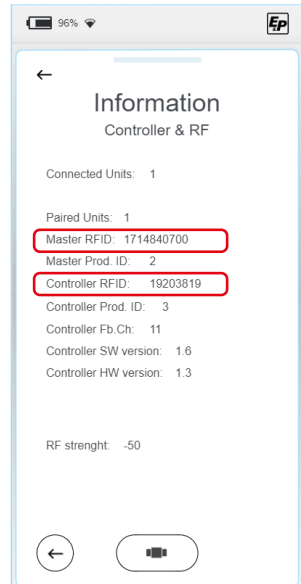 96% EP
Information
Controller & RF
Connected Units: 1
Paired Units: 1
Master RFID: 1714840700
Master Prod. ID: 2
Controller RFID: 19203819
Controller Prod. ID: 3
Controller Fb.Ch: 11
Controller SW version: 1.6
Controller HW version: 1.3
RF strenght: -50